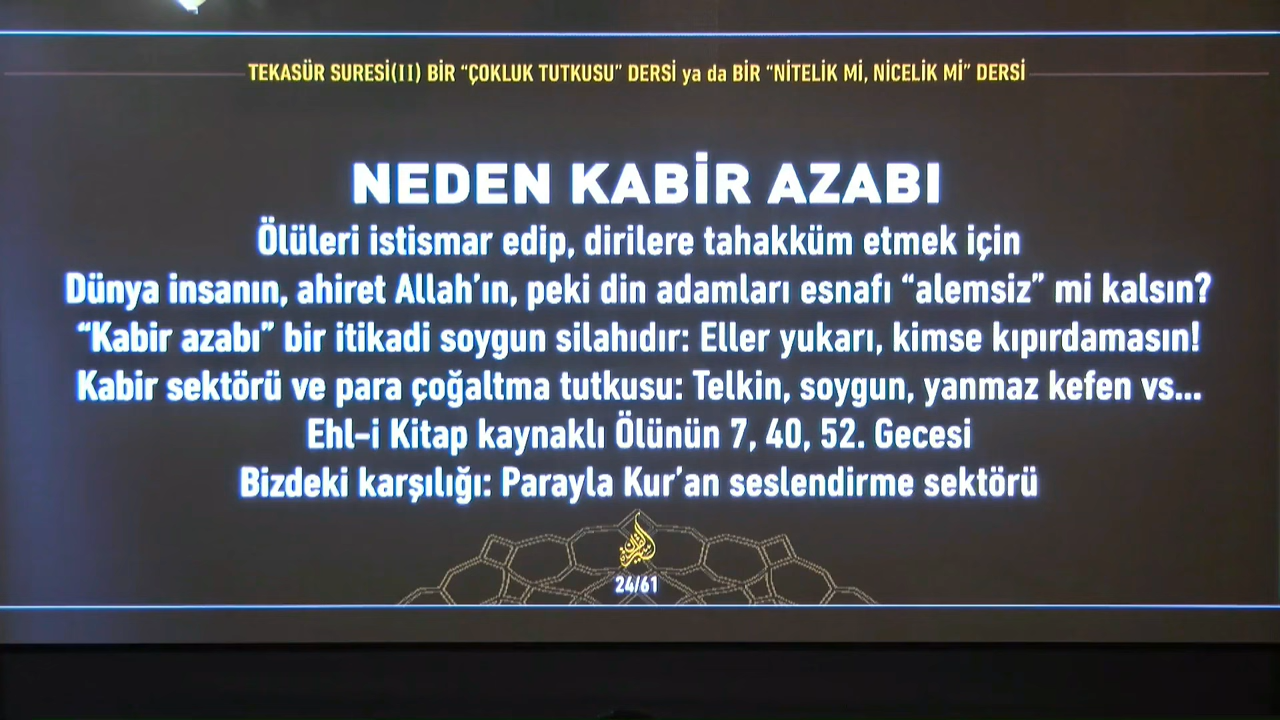 TEKASÜR SURESİ(II) BİR “ÇOKLUK TUTKUSU” DERSİ ya da BİR “NİTELİK Mİ, NİCELİK Mİ” DERSİ
NEDEN KABİR AZABI
Ölüleri istismar edip, dirilere tahakküm etmek için
Dünya insanın, ahiret Allah’ın, peki din adamları esnafı “alemsiz” mi kalsın?
“Kabir azabı” bir itikadi soygun silahıdır: Eller yukarı, kimse kıpırdamasın!
Kabir sektörü ve para çoğaltma tutkusu: Telkin, soygun, yanmaz kefen vs...
Ehl-i Kitap kaynaklı Ölünün 7, 40, 52. Gecesi
Bizdeki karşılığı: Parayla Kur’an seslendirme sektörü
24/61